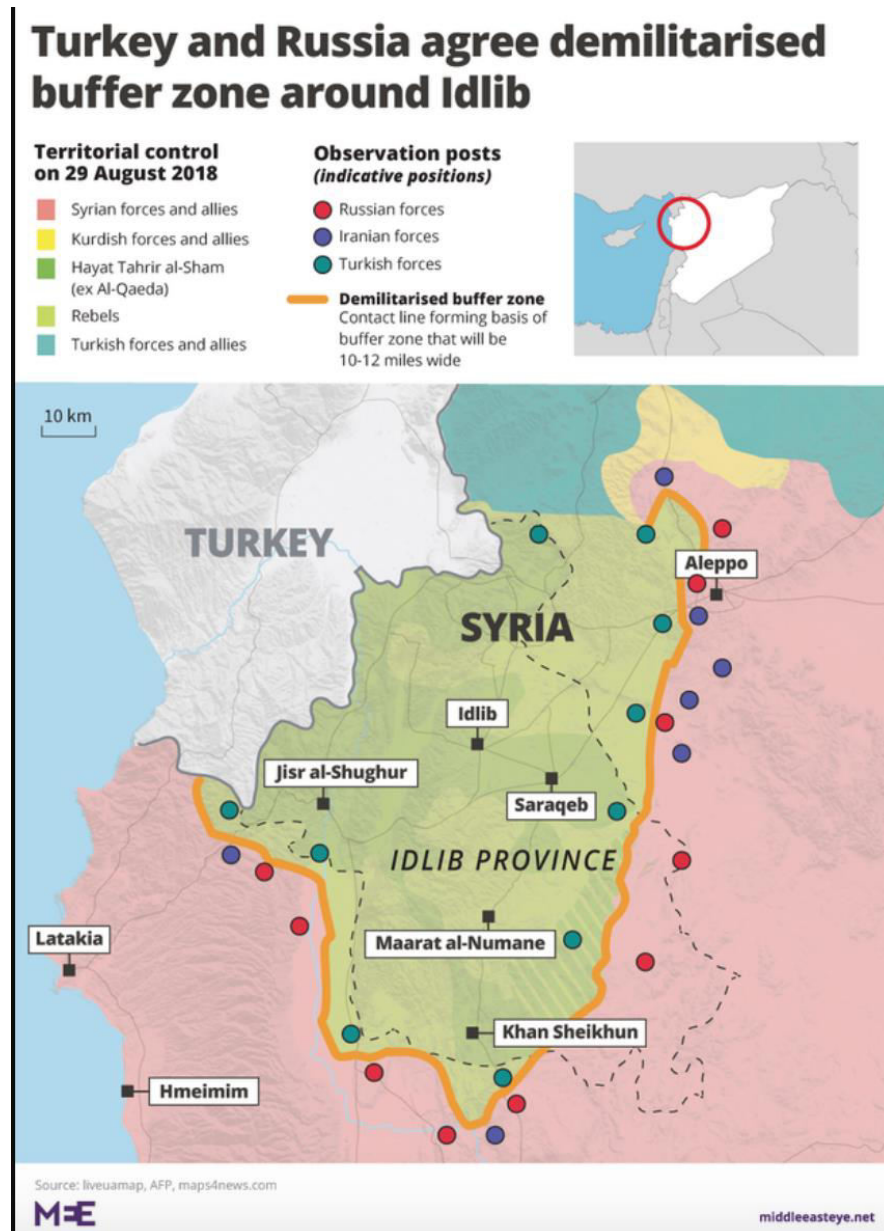 Turkey and Russia agree demilitarised
buffer zone around Idlib
Territorial control
on 29 August 2018
Syrian forces and allies
Kurdish forces and allies
Hayat Tahrir al-Sham
(ex Al-Qaeda)
Rebels
Turkish forces and allies
Observation posts
(indicative positions)
Russian forces
Iranian forces
Turkish forces
Demilitarised buffer zone
Contact line forming basis of
buffer zone that will be
10-12 miles wide
10 km
TURKEY
Aleppo
SYRIA
Idlib
Jisr al-Shughur
Saraqeb
IDLIB PROVINCE
Latakia
Maarat al-Numane
Khan Sheikhun
Hmeimim
Source: liveuamap, AFP, maps4news.com
MEE
middleeasteye.net